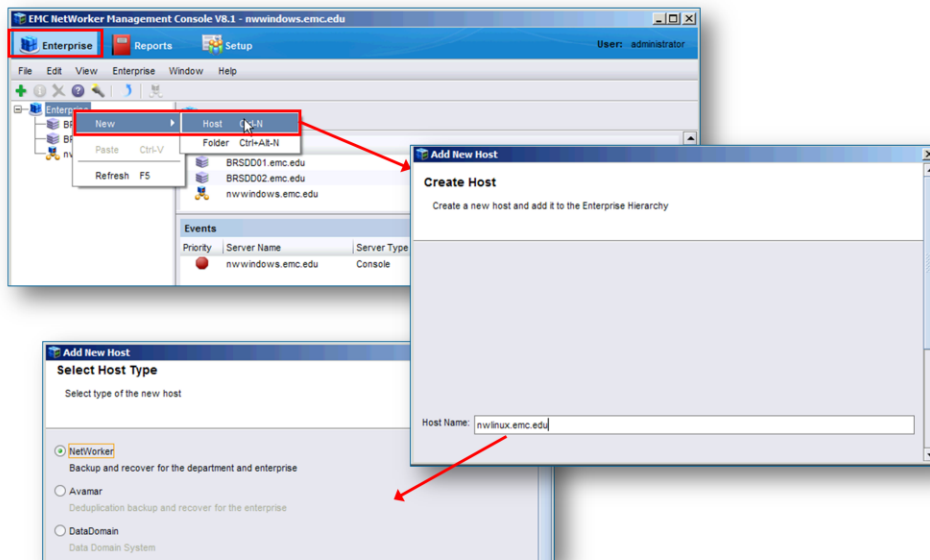 EMC NetWorker Management Console V8.1 - nwwindows.emc.edu
Enterprise Reports Setup User: administrator
File Edit View Enterprise Window Help
Enterprise
New
Paste Ctrl-V
Refresh F5
Host
Folder Ctrl+Alt-N
BRSDD01.emc.edu
BRSDD02.emc.edu
nwwindows.emc.edu
Events
Priority Server Name Server Type
nwwindows.emc.edu Console
Add New Host
Create Host
Create a new host and add it to the Enterprise Hierarchy
Host Name: nwlinux.emc.edu
Add New Host
Select Host Type
Select type of the new host
NetWorker
Backup and recover for the department and enterprise
Avamar
Deduplication backup and recover for the enterprise
DataDomain
Data Domain System